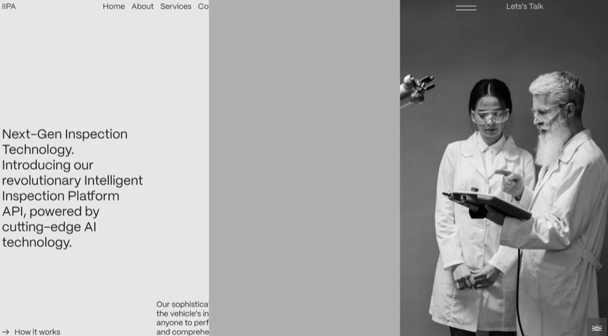 IIPA
Home About Services Co
Lets's Talk
Next-Gen Inspection
Technology.
Introducing our
revolutionary Intelligent
Inspection Platform
API, powered by
cutting-edge AI
technology.
Our sophistica
the vehicle's in
anyone to perf
and comprehe
→ How it works